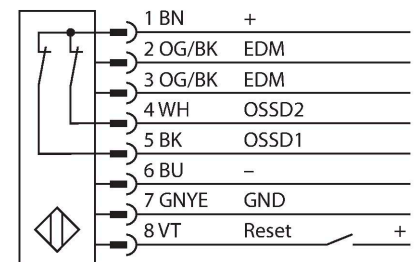 1 BN +
2 OG/BK EDM
3 OG/BK EDM
4 WH OSSD2
5 BK OSSD1
6 BU –
7 GNYE GND
8 VT Reset +